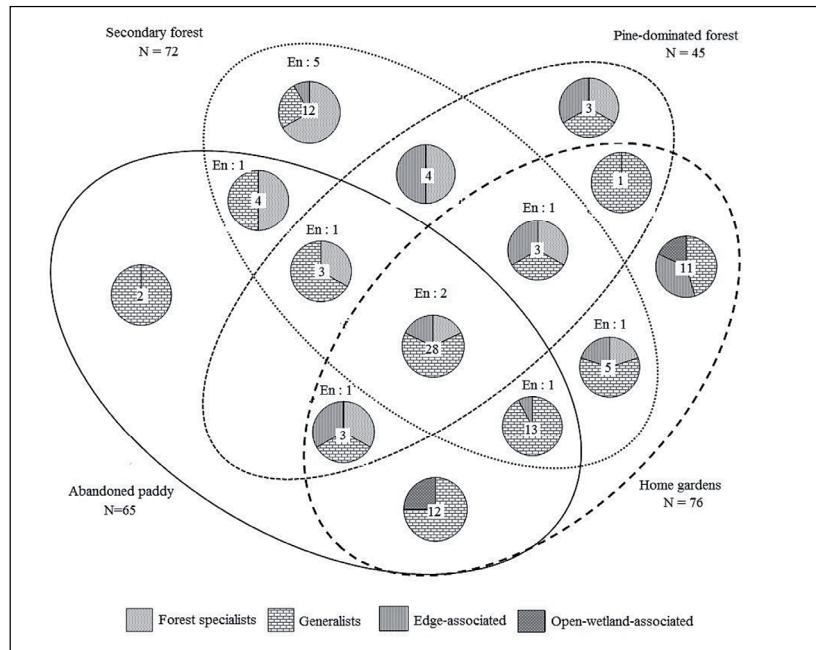 Secondary forest
N = 72
Pine-dominated forest
N = 45
En : 5
12
3
En : 1
4
4
1
En : 1
3
En : 1
3
11
2
En : 2
28
En : 1
5
En : 1
3
En : 1
13
Abandoned paddy
N=65
Home gardens
N = 76
12
Forest specialists
Generalists
Edge-associated
Open-wetland-associated